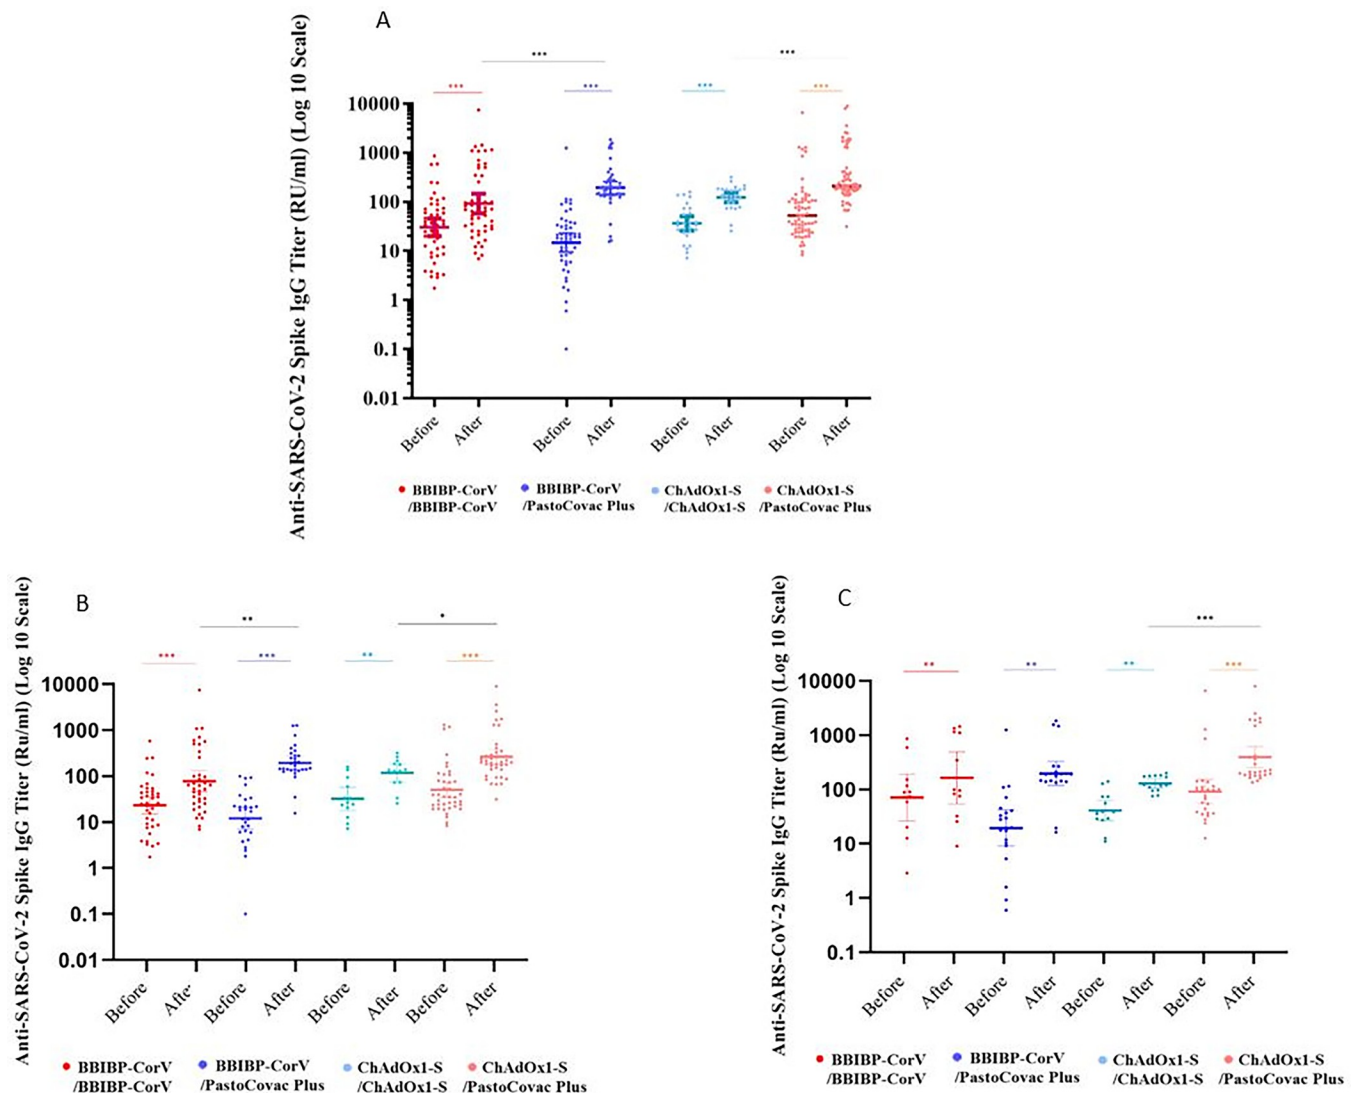 A
Anti-SARS-CoV-2 Spike IgG Titer (RU/ml) (Log 10 Scale)
*** ***
*** *** *** ***
10000
1000
100
10
1
0.1
0.01
Before After Before After Before After Before After
BBIBP-CorV BBIBP-CorV ChAdOx1-S ChAdOx1-S
/BBIBP-CorV /PastoCovac Plus /ChAdOx1-S /PastoCovac Plus
B
Anti-SARS-CoV-2 Spike IgG Titer (Ru/ml) (Log 10 Scale)
** *
*** *** ** ***
10000
1000
100
10
1
0.1
0.01
Before After Before After Before After Before After
BBIBP-CorV BBIBP-CorV ChAdOx1-S ChAdOx1-S
/BBIBP-CorV /PastoCovac Plus /ChAdOx1-S /PastoCovac Plus
C
Anti-SARS-CoV-2 Spike IgG Titer (Ru/ml) (Log 10 Scale)
***
** ** ** ***
10000
1000
100
10
1
0.1
Before After Before After Before After Before After
BBIBP-CorV BBIBP-CorV ChAdOx1-S ChAdOx1-S
/BBIBP-CorV /PastoCovac Plus /ChAdOx1-S /PastoCovac Plus